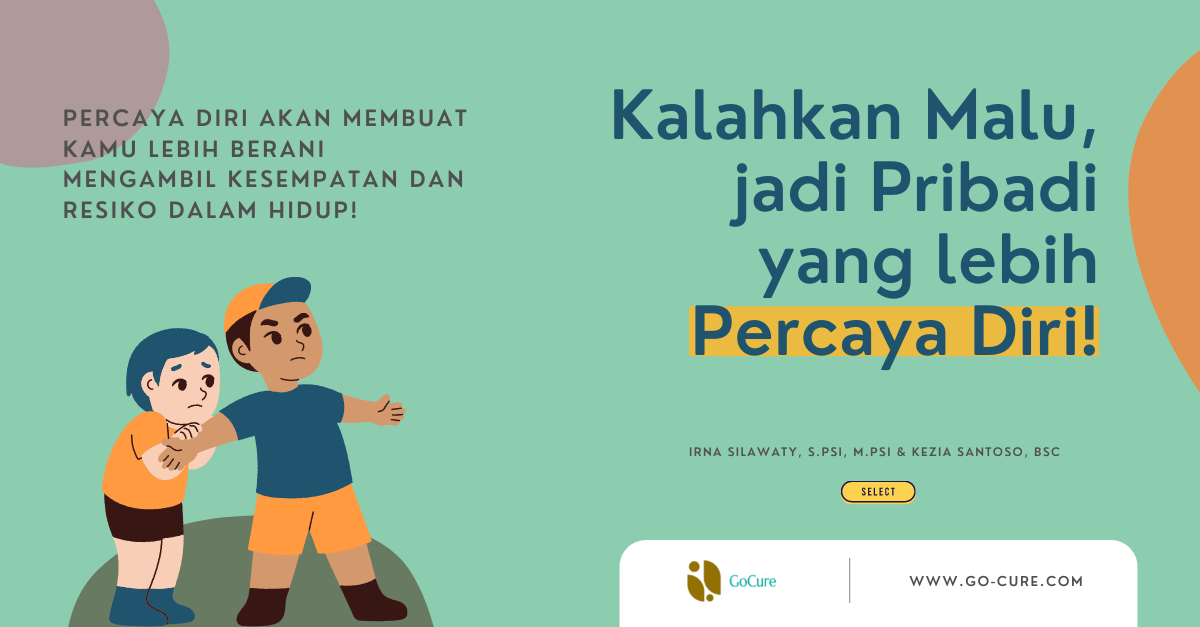 PERCAYA DIRI AKAN MEMBUAT
KAMU LEBIH BERANI
MENGAMBIL KESEMPATAN DAN
RESIKO DALAM HIDUP!
Kalahkan Malu,
jadi Pribadi
yang lebih
Percaya Diri!
IRNA SILAWATY, S.PSI, M.PSI & KEZIA SANTOSO, BSC
SELECT
GoCure
WWW.GO-CURE.COM